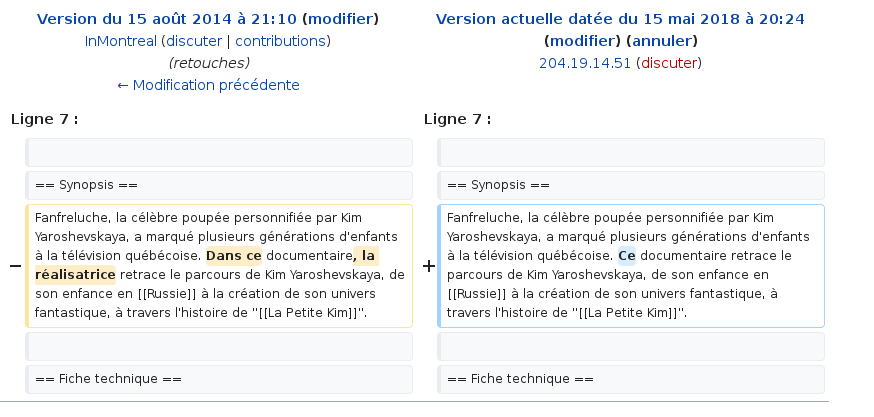 Version du 15 août 2014 à 21:10 (modifier)
InMontreal (discuter | contributions)
(retouches)
← Modification précédente
Version actuelle datée du 15 mai 2018 à 20:24
(modifier) (annuler)
204.19.14.51 (discuter)
Ligne 7 :
Ligne 7 :
== Synopsis ==
== Synopsis ==
−
Fanfreluche, la célèbre poupée personnifiée par Kim
Yaroshevskaya, a marqué plusieurs générations d'enfants
à la télévision québécoise. Dans ce documentaire, la
réalisatrice retrace le parcours de Kim Yaroshevskaya, de
son enfance en [[Russie]] à la création de son univers
fantastique, à travers l'histoire de "[[La Petite Kim]]".
+
Fanfreluche, la célèbre poupée personnifiée par Kim
Yaroshevskaya, a marqué plusieurs générations d'enfants
à la télévision québécoise. Ce documentaire retrace le
parcours de Kim Yaroshevskaya, de son enfance en
[[Russie]] à la création de son univers fantastique, à
travers l'histoire de "[[La Petite Kim]]".
== Fiche technique ==
== Fiche technique ==